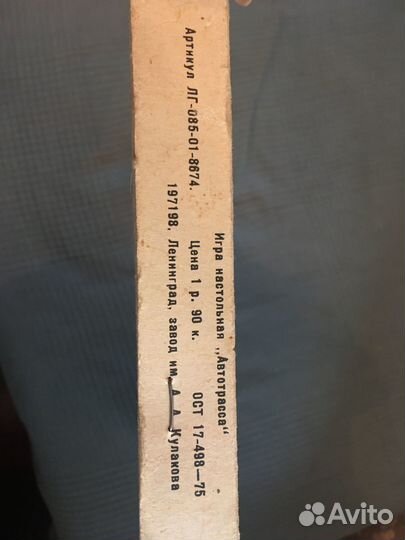 Игра настольная „Автотрасса“
Артикул ЛГ-085-01-8674. Цена 1 р. 90 к. ОСТ 17-498—75
197198, Ленинград, завод им. А. А. Кулакова
Avito